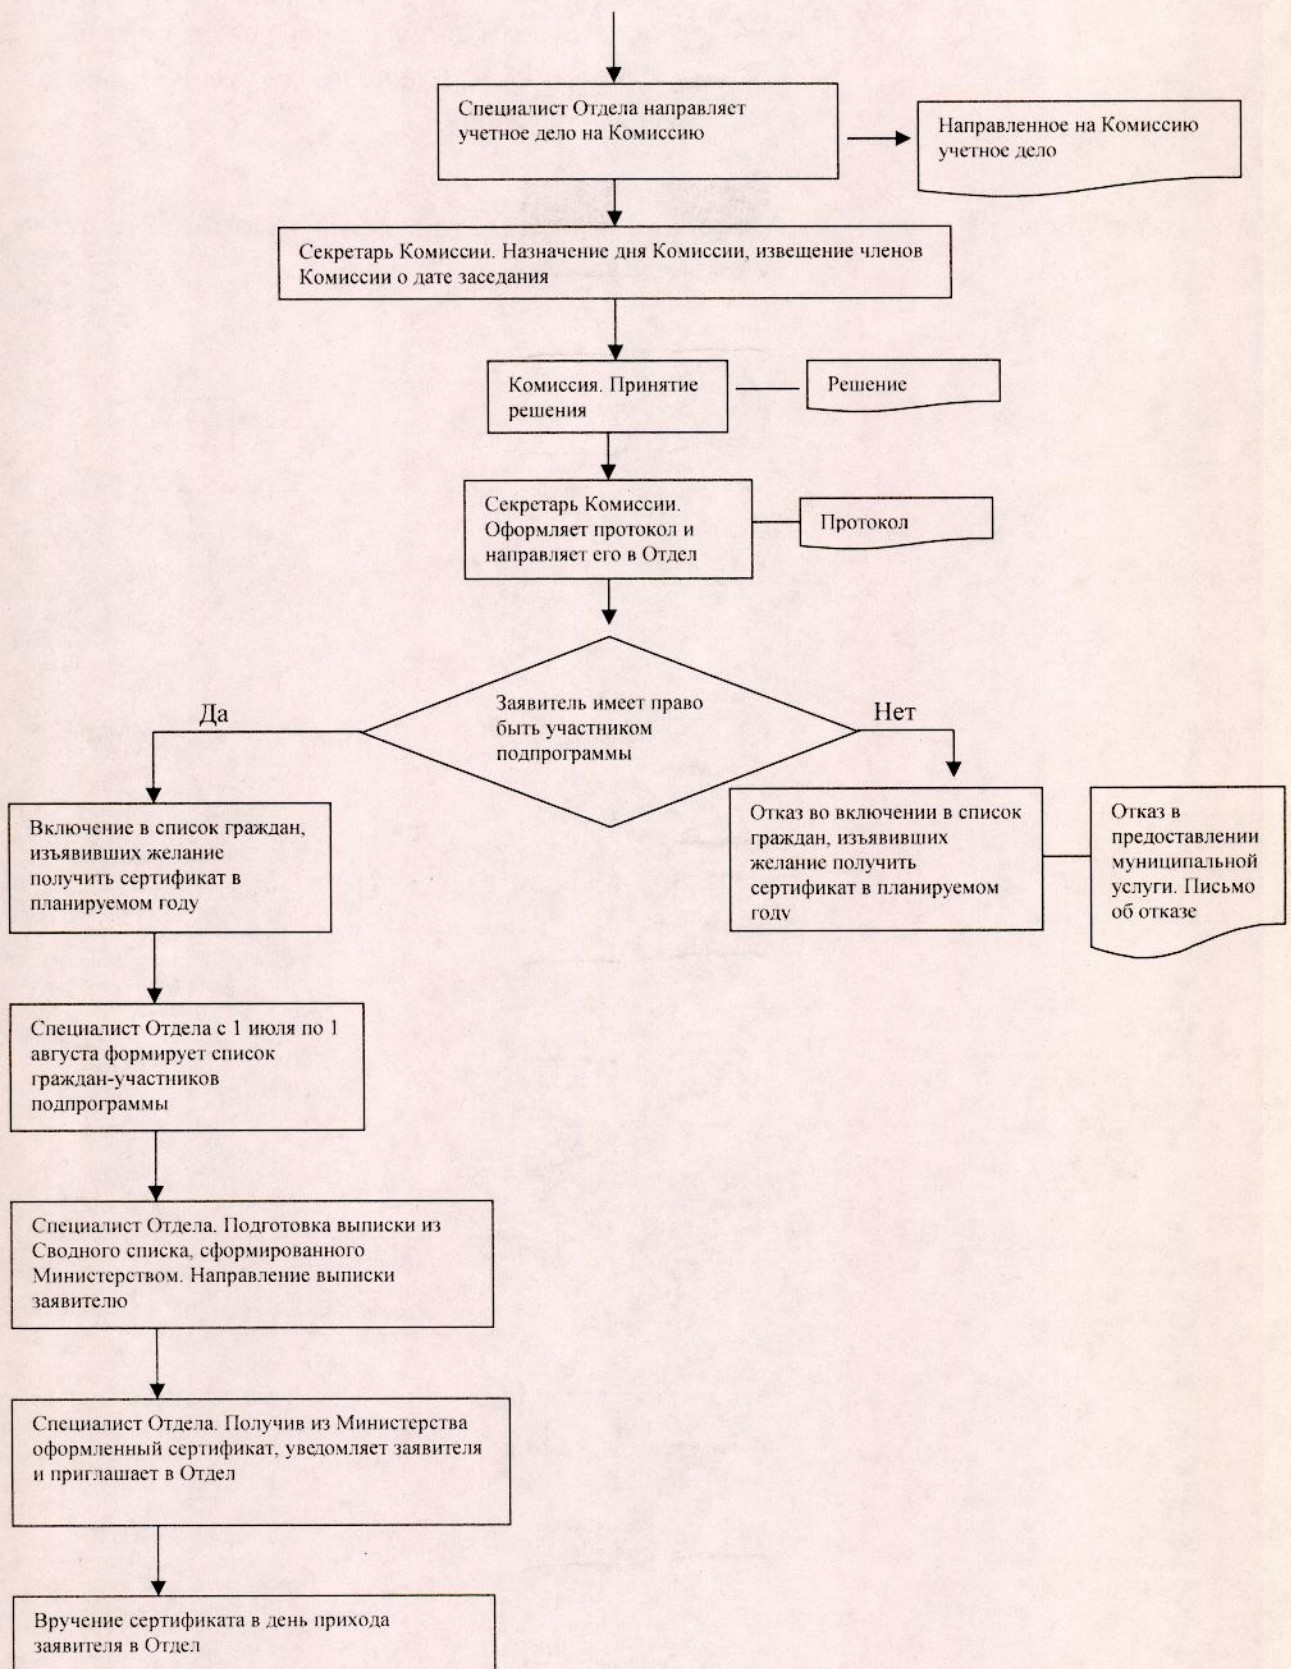 Специалист Отдела направляет
учетное дело на Комиссию
Направленное на Комиссию
учетное дело
Секретарь Комиссии. Назначение дня Комиссии, извещение членов
Комиссии о дате заседания
Комиссия. Принятие
решения
Решение
Секретарь Комиссии.
Оформляет протокол и
направляет его в Отдел
Протокол
Заявитель имеет право
быть участником
подпрограммы
Да
Нет
Включение в список граждан,
изъявивших желание
получить сертификат в
планируемом году
Отказ во включении в список
граждан, изъявивших
желание получить
сертификат в планируемом
году
Отказ в
предоставлении
муниципальной
услуги. Письмо
об отказе
Специалист Отдела с 1 июля по 1
августа формирует список
граждан-участников
подпрограммы
Специалист Отдела. Подготовка выписки из
Сводного списка, сформированного
Министерством. Направление выписки
заявителю
Специалист Отдела. Получив из Министерства
оформленный сертификат, уведомляет заявителя
и приглашает в Отдел
Вручение сертификата в день прихода
заявителя в Отдел